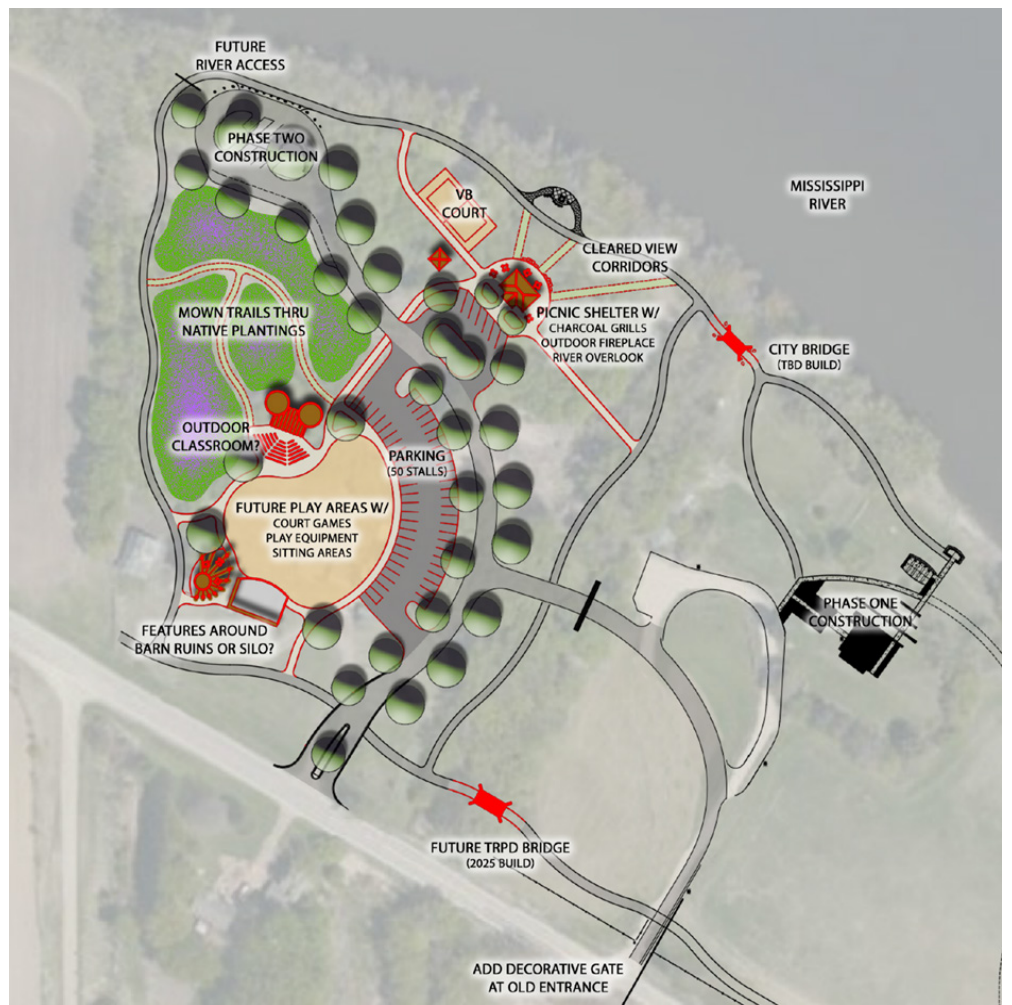 FUTURE
RIVER ACCESS
PHASE TWO
CONSTRUCTION
MISSISSIPPI
RIVER
VB
COURT
CLEARED VIEW
CORRIDORS
MOWN TRAILS THRU
NATIVE PLANTINGS
PICNIC SHELTER W/
CHARCOAL GRILLS
OUTDOOR FIREPLACE
RIVER OVERLOOK
CITY BRIDGE
(TBD BUILD)
OUTDOOR
CLASSROOM?
PARKING
(50 STALLS)
FUTURE PLAY AREAS W/
COURT GAMES
PLAY EQUIPMENT
SITTING AREAS
PHASE ONE
CONSTRUCTION
FEATURES AROUND
BARN RUINS OR SILO?
FUTURE TRPD BRIDGE
(2025 BUILD)
ADD DECORATIVE GATE
AT OLD ENTRANCE